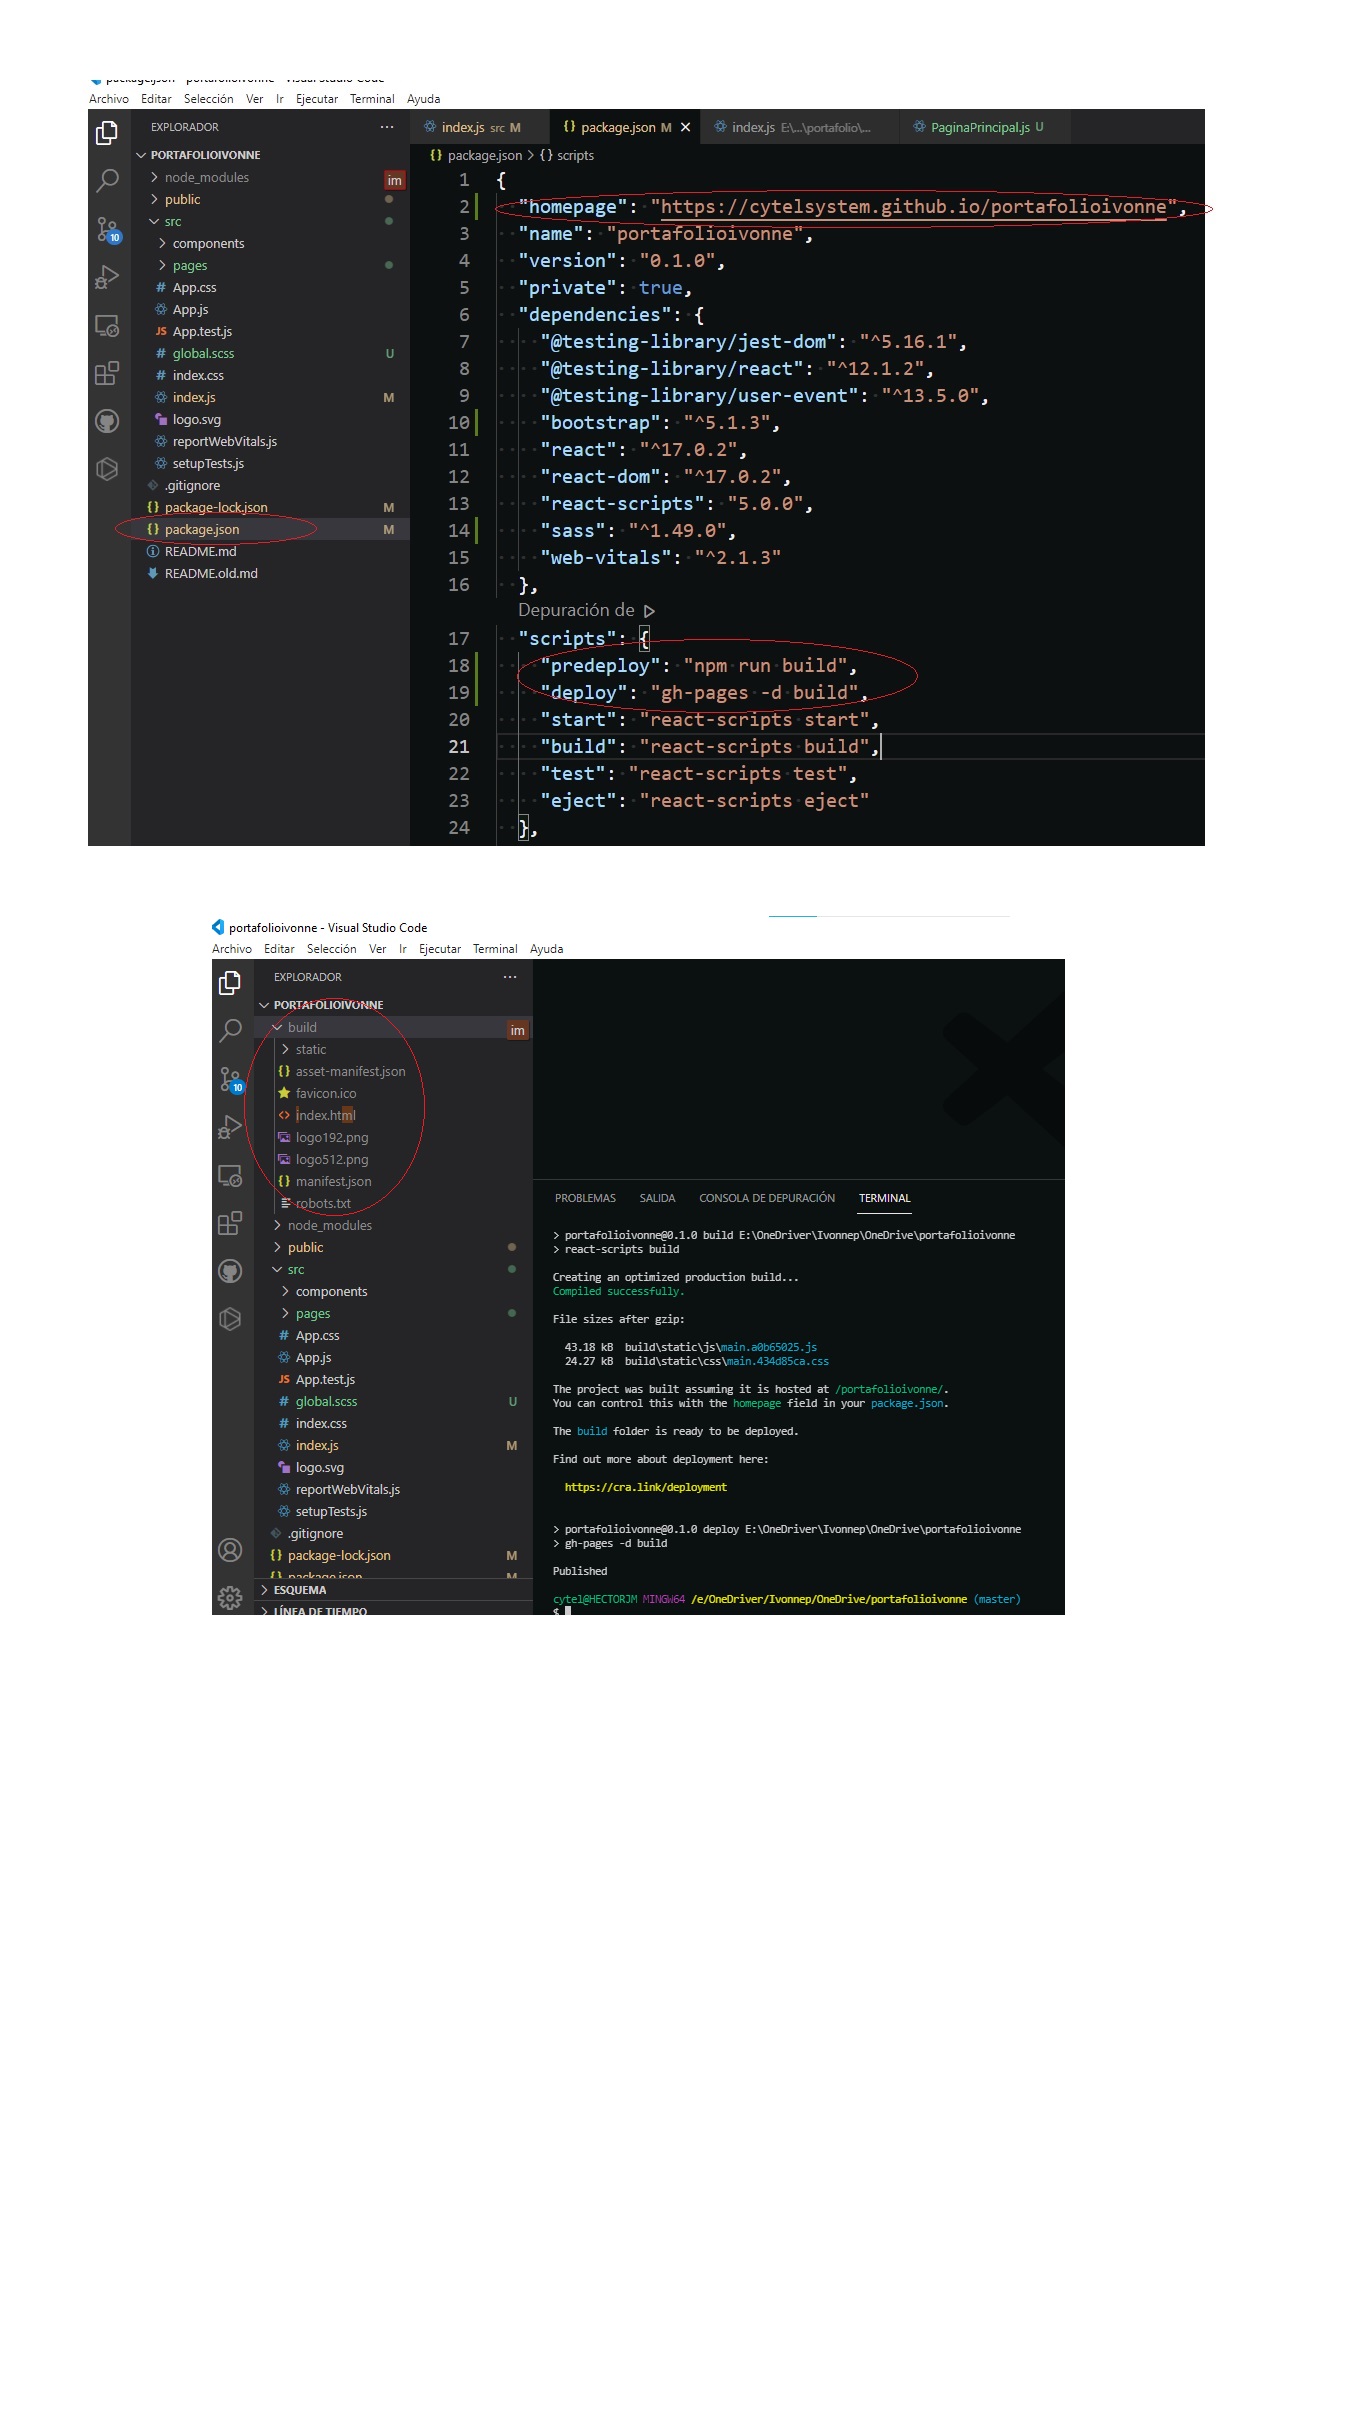 package.json - portafolioivonne - Visual Studio Code
Archivo Editar Selección Ver Ir Ejecutar Terminal Ayuda
EXPLORADOR ···
PORTAFOLIOIVONNE
node_modules im
public
src
components
pages
App.css
App.js
JS App.test.js
# global.scss U
# index.css
index.js M
logo.svg
reportWebVitals.js
setupTests.js
.gitignore
{} package-lock.json M
{} package.json M
README.md
README.old.md
10
index.js src M {} package.json M × index.js E:\...\portafolio\... PaginaPrincipal.js U
{} package.json > {} scripts
1 {
2 "homepage": "https://cytelsystem.github.io/portafolioivonne",
3 "name": "portafolioivonne",
4 "version": "0.1.0",
5 "private": true,
6 "dependencies": {
7 "@testing-library/jest-dom": "^5.16.1",
8 "@testing-library/react": "^12.1.2",
9 "@testing-library/user-event": "^13.5.0",
10 "bootstrap": "^5.1.3",
11 "react": "^17.0.2",
12 "react-dom": "^17.0.2",
13 "react-scripts": "5.0.0",
14 "sass": "^1.49.0",
15 "web-vitals": "^2.1.3"
16 },
Depuración de
17 "scripts": {
18 "predeploy": "npm run build",
19 "deploy": "gh-pages -d build",
20 "start": "react-scripts start",
21 "build": "react-scripts build",
22 "test": "react-scripts test",
23 "eject": "react-scripts eject"
24 },
portafolioivonne - Visual Studio Code
Archivo Editar Selección Ver Ir Ejecutar Terminal Ayuda
EXPLORADOR ···
PORTAFOLIOIVONNE
build im
static
{} asset-manifest.json
favicon.ico
<> index.html
logo192.png
logo512.png
{} manifest.json
robots.txt
node_modules
public
src
components
pages
# App.css
App.js
JS App.test.js
# global.scss U
# index.css
index.js M
logo.svg
reportWebVitals.js
setupTests.js
.gitignore
{} package-lock.json M
{} package.json M
ESQUEMA
LÍNEA DE TIEMPO
10
PROBLEMAS SALIDA CONSOLA DE DEPURACIÓN TERMINAL
> portafolioivonne@0.1.0 build E:\OneDriver\Ivonnep\OneDrive\portafolioivonne
> react-scripts build
Creating an optimized production build...
Compiled successfully.
File sizes after gzip:
43.18 kB build\static\js\main.a0b65025.js
24.27 kB build\static\css\main.434d85ca.css
The project was built assuming it is hosted at /portafolioivonne/.
You can control this with the homepage field in your package.json.
The build folder is ready to be deployed.
Find out more about deployment here:
https://cra.link/deployment
> portafolioivonne@0.1.0 deploy E:\OneDriver\Ivonnep\OneDrive\portafolioivonne
> gh-pages -d build
Published
cytel@HECTORJM MINGW64 /e/OneDriver/Ivonnep/OneDrive/portafolioivonne (master)
$